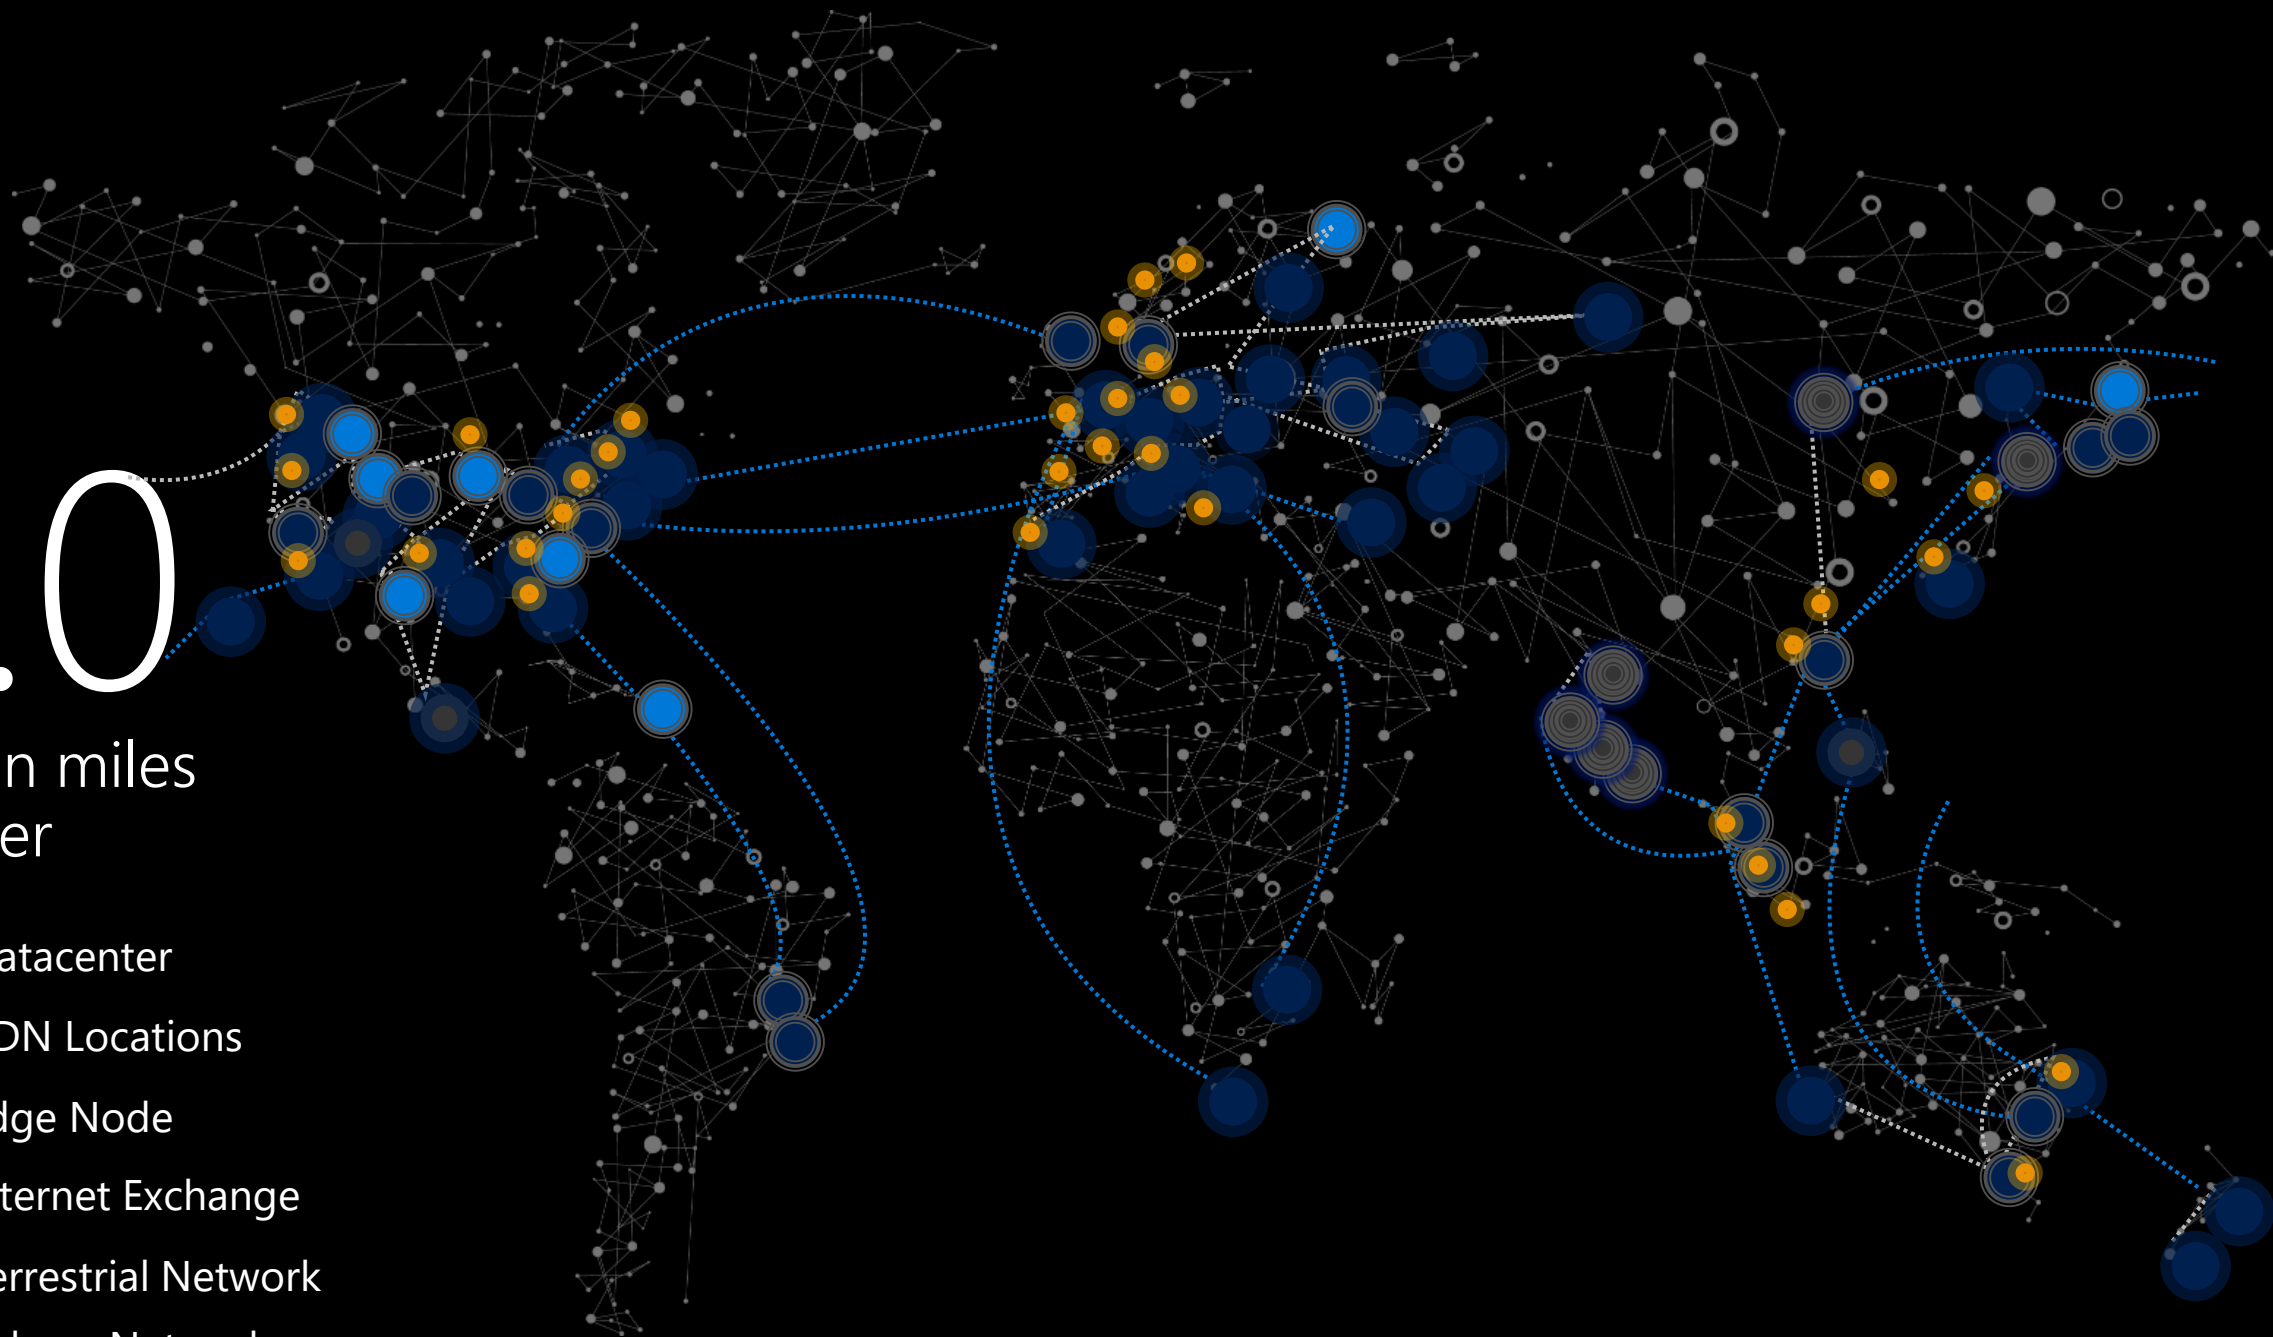 .0
n miles
er
atacenter
DN Locations
dge Node
ternet Exchange
errestrial Network